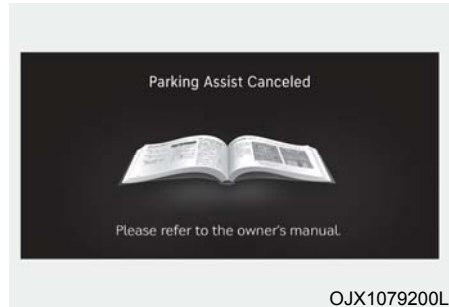 Parking Assist Canceled
Please refer to the owner's manual.
OJX1079200L